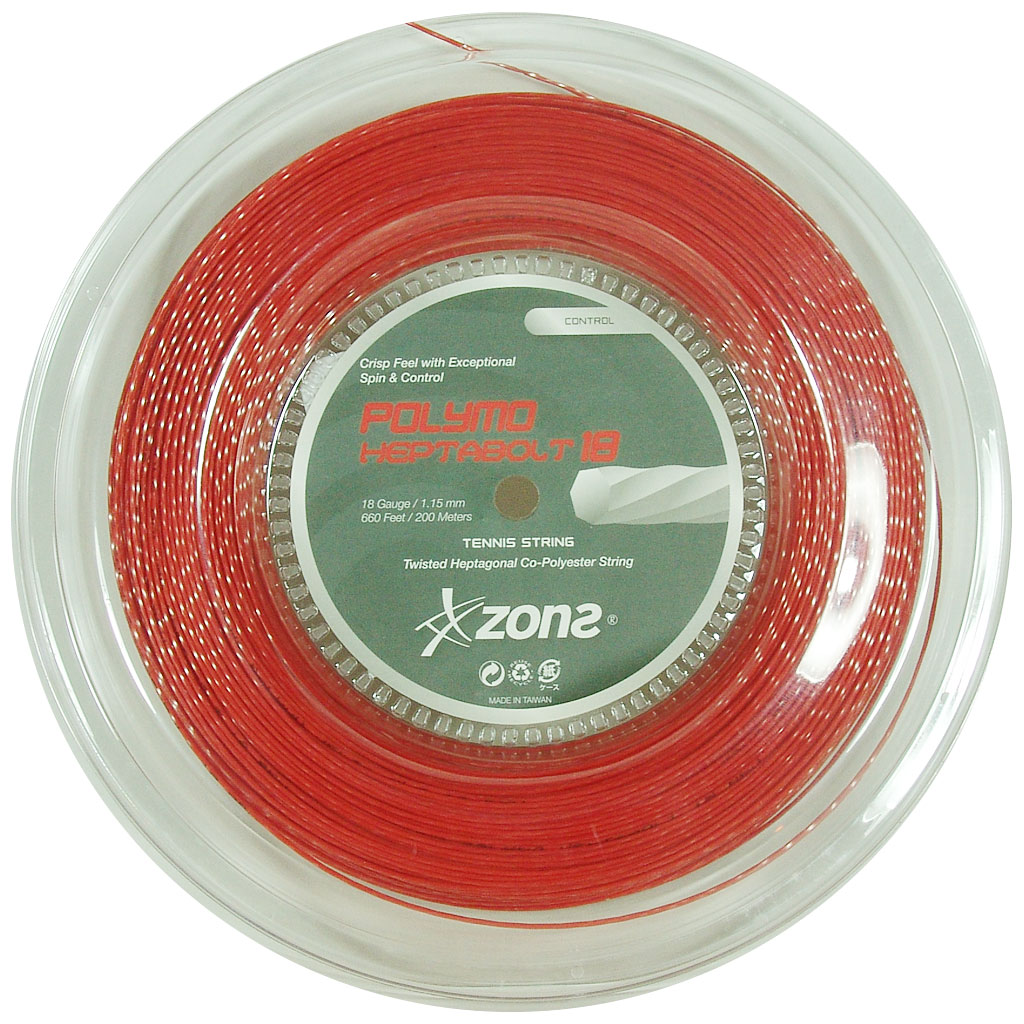 CONTROL
Crisp Feel with Exceptional
Spin & Control
POLYMO
HEPTABOLT 18
18 Gauge / 1.15 mm
660 Feet / 200 Meters
TENNIS STRING
Twisted Heptagonal Co-Polyester String
zons®
紙
ケース
MADE IN TAIWAN